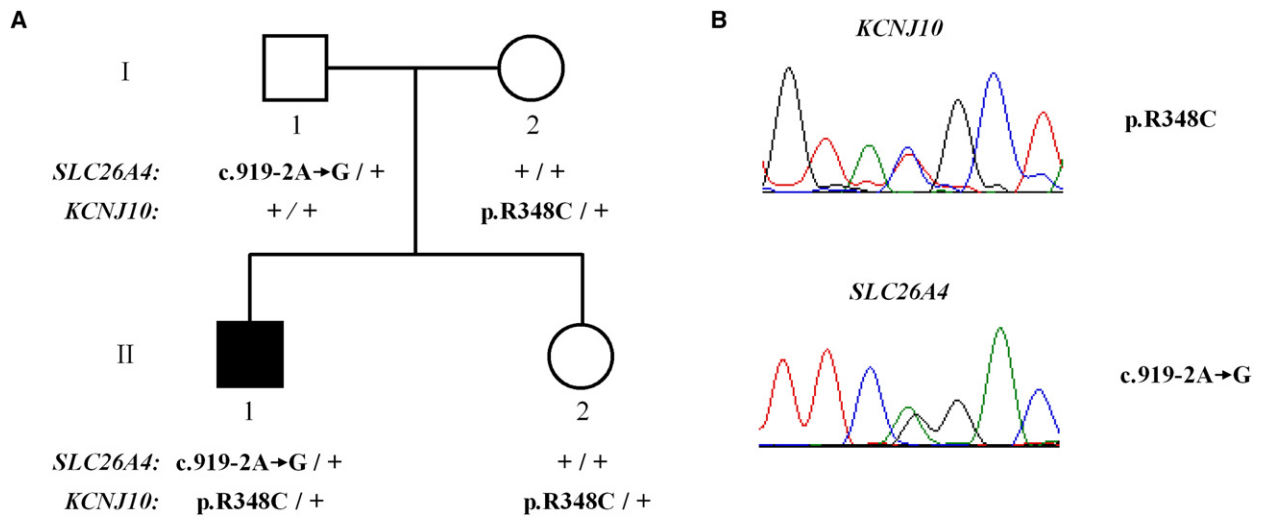 A
I
1
2
SLC26A4: c.919-2A→G / + + / +
KCNJ10: + / + p.R348C / +
II
1
2
SLC26A4: c.919-2A→G / + + / +
KCNJ10: p.R348C / + p.R348C / +
B
KCNJ10
p.R348C
SLC26A4
c.919-2A→G